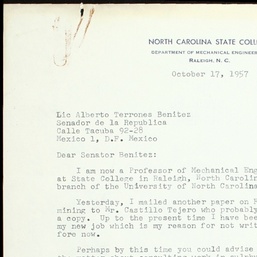 NORTH CAROLINA STATE COLL
DEPARTMENT OF MECHANICAL ENGINEER
RALEIGH, N. C.
October 17, 1957
Lic Alberto Terrones Benitez
Senador de la Republica
Calle Tacuba 92-28
Mexico 1, D.F. Mexico
Dear Senator Benitez:
I am now a Professor of Mechanical Eng
at State College in Raleigh, North Carolin
branch of the University of North Carolina
Yesterday, I mailed another paper on
mining to Mr. Castillo Tejero who probably
a copy. Up to the present time I have bee
my new job which is my reason for not writ
fore now.
Perhaps by this time you could advise